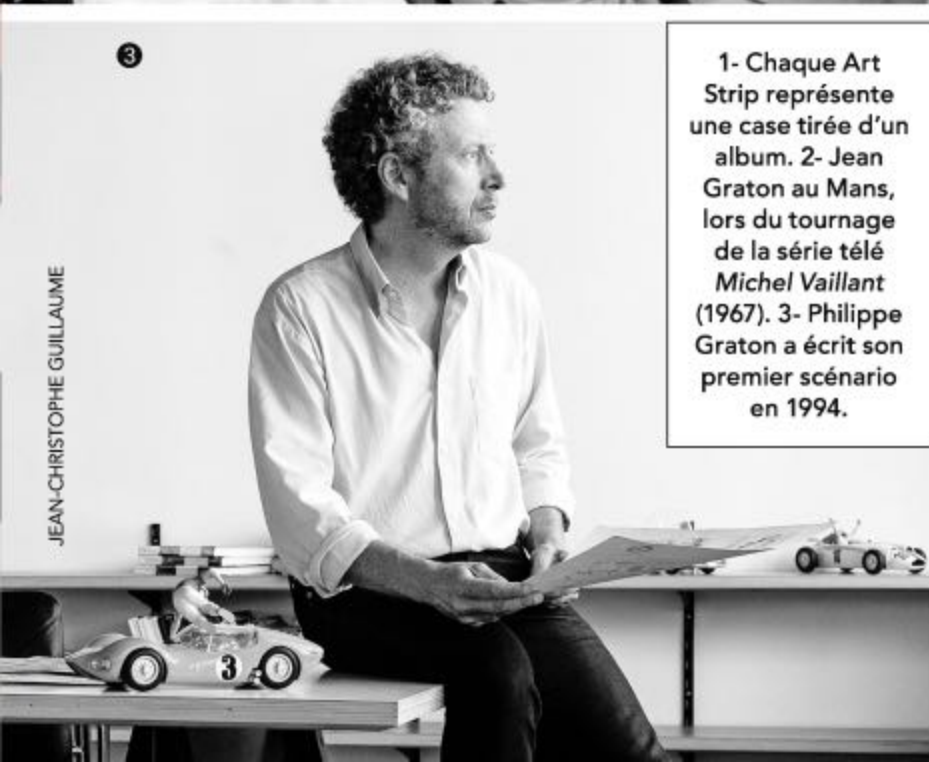 3
1- Chaque Art
Strip représente
une case tirée d'un
album. 2- Jean
Graton au Mans,
lors du tournage
de la série télé
Michel Vaillant
(1967). 3- Philippe
Graton a écrit son
premier scénario
en 1994.
JEAN-CHRISTOPHE GUILLAUME
3